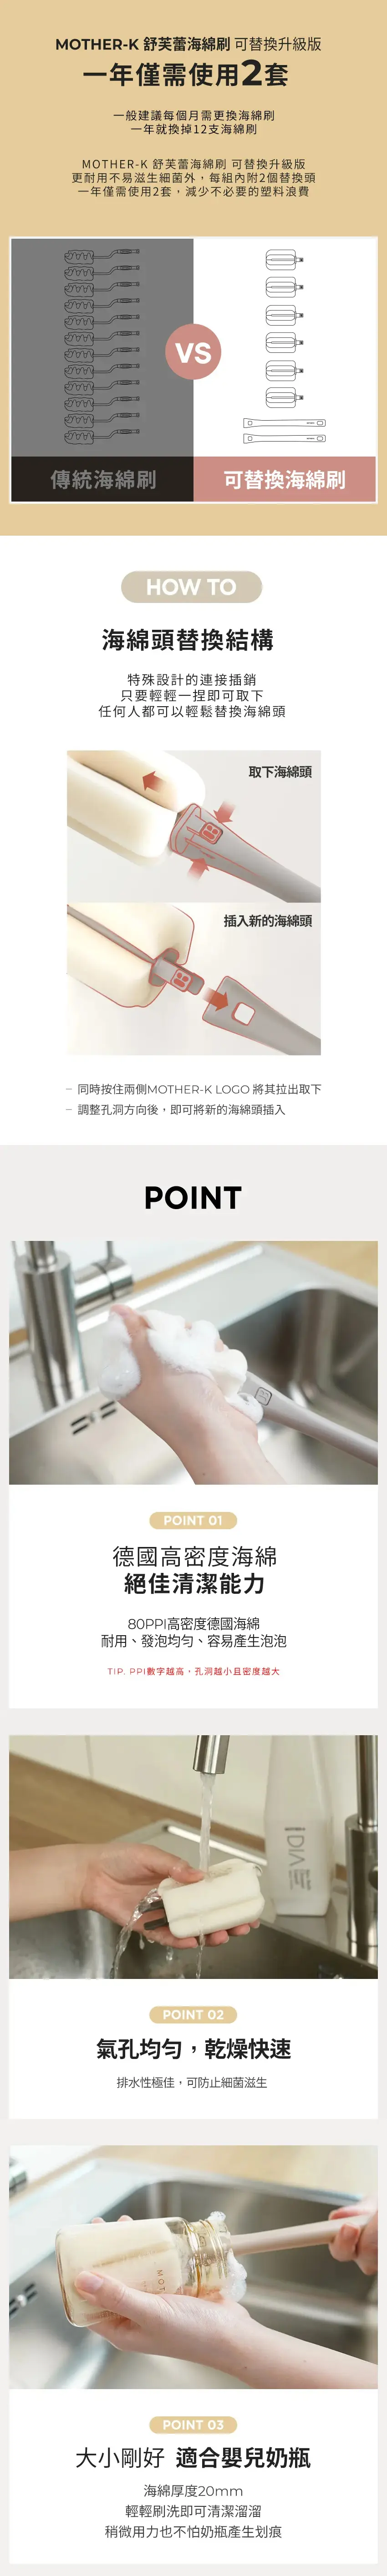 MOTHER-K 舒芙蕾海綿刷 可替換升級版
一年僅需使用2套
一般建議每個月需更換海綿刷
一年就換掉12支海綿刷
MOTHER-K 舒芙蕾海綿刷 可替換升級版
更耐用不易滋生細菌外，每組內附2個替換頭
一年僅需使用2套，減少不必要的塑料浪費
VS
傳統海綿刷
可替換海綿刷
HOW TO
海綿頭替換結構
特殊設計的連接插銷
只要輕輕一捏即可取下
任何人都可以輕鬆替換海綿頭
取下海綿頭
插入新的海綿頭
– 同時按住兩側MOTHER-K LOGO 將其拉出取下
– 調整孔洞方向後，即可將新的海綿頭插入
POINT
POINT 01
德國高密度海綿
絕佳清潔能力
80PPI高密度德國海綿
耐用、發泡均勻、容易產生泡泡
TIP. PPI數字越高，孔洞越小且密度越大
POINT 02
氣孔均勻，乾燥快速
排水性極佳，可防止細菌滋生
MOT
POINT 03
大小剛好 適合嬰兒奶瓶
海綿厚度20mm
輕輕刷洗即可清潔溜溜
稍微用力也不怕奶瓶產生划痕